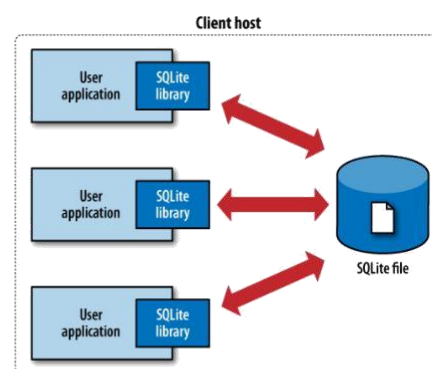 Client host
User
application
SQLite
library
User
application
SQLite
library
SQLite file
User
application
SQLite
library